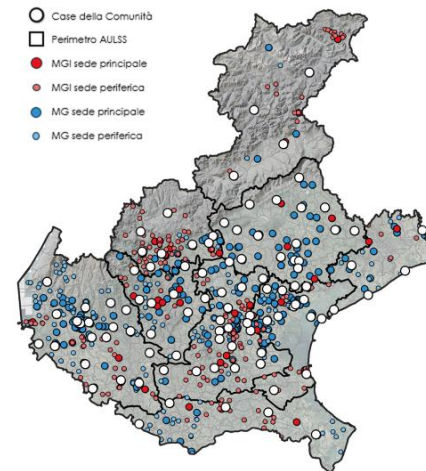 Case della Comunità
Perimetro AULSS
MGI sede principale
MGI sede periferica
MG sede principale
MG sede periferica